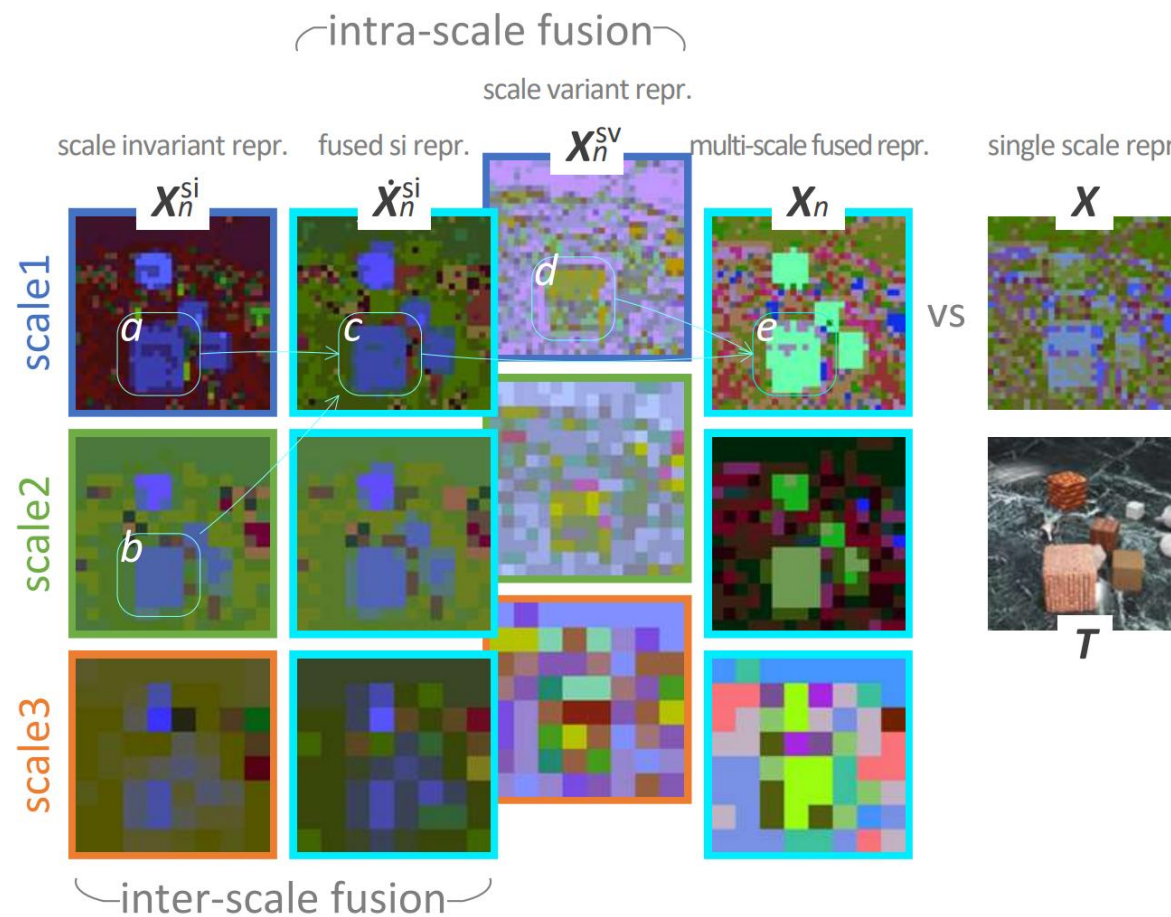 intra-scale fusion
scale variant repr.
scale invariant repr. fused si repr. X_n^sv multi-scale fused repr. single scale repr
X_n^si Ẋ_n^si X_n X
scale1
a c d e vs
scale2
b
T
scale3
inter-scale fusion